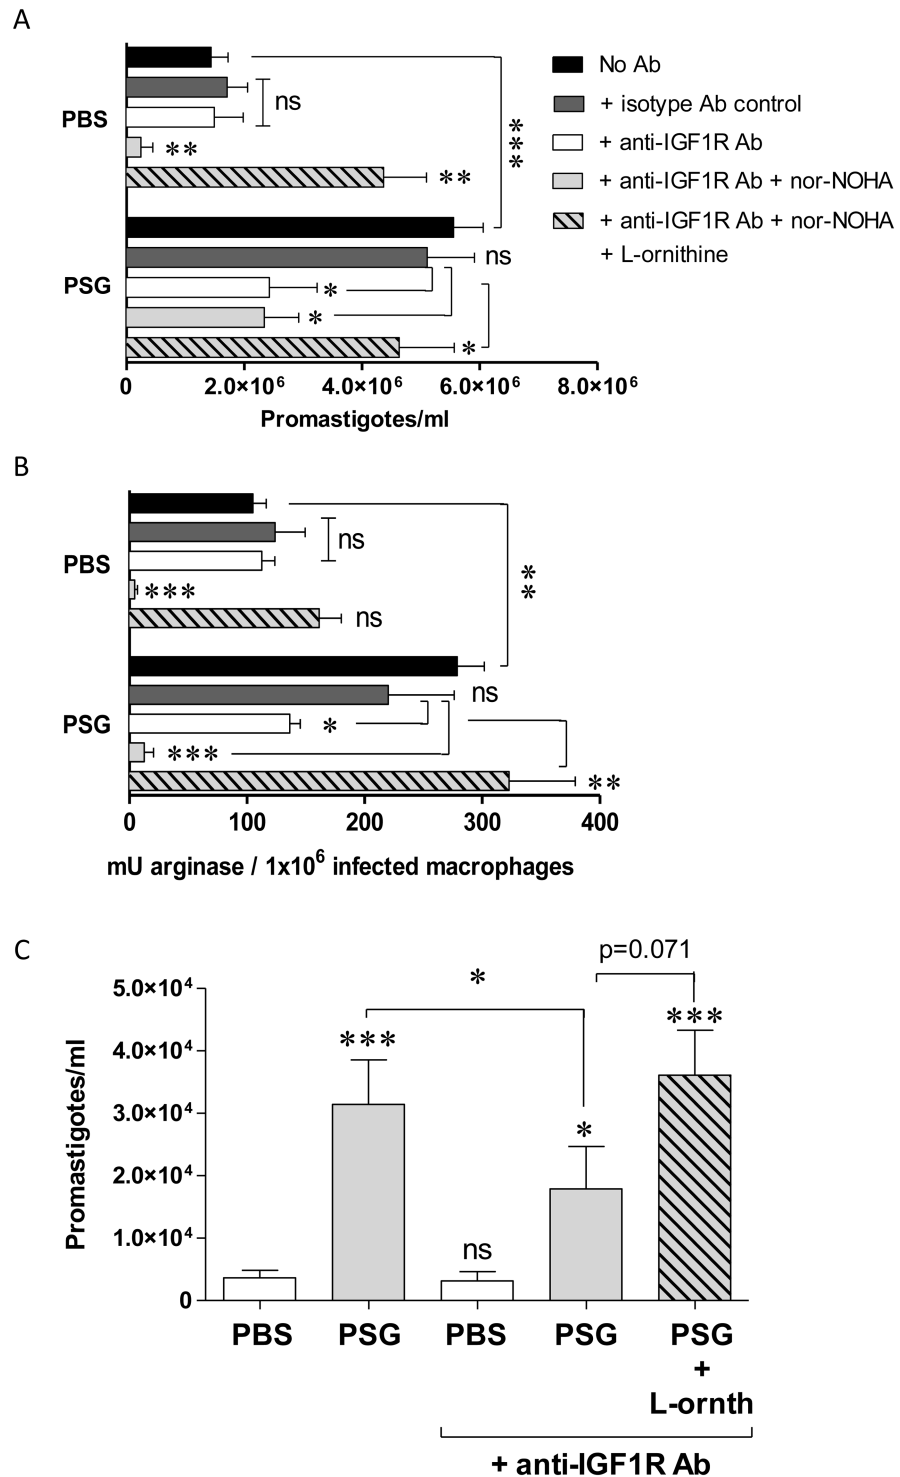 A
No Ab
+ isotype Ab control
+ anti-IGF1R Ab
+ anti-IGF1R Ab + nor-NOHA
+ anti-IGF1R Ab + nor-NOHA
+ L-ornithine
PBS
ns
**
**
***
PSG
ns
*
*
*
0 2.0×10⁶ 4.0×10⁶ 6.0×10⁶ 8.0×10⁶
Promastigotes/ml
B
PBS
ns
***
ns
**
PSG
ns
*
***
**
0 100 200 300 400
mU arginase / 1x10⁶ infected macrophages
C
p=0.071
*
***
***
*
ns
5.0×10⁴
4.0×10⁴
3.0×10⁴
2.0×10⁴
1.0×10⁴
0
Promastigotes/ml
PBS PSG PBS PSG PSG
+
L-ornth
+ anti-IGF1R Ab